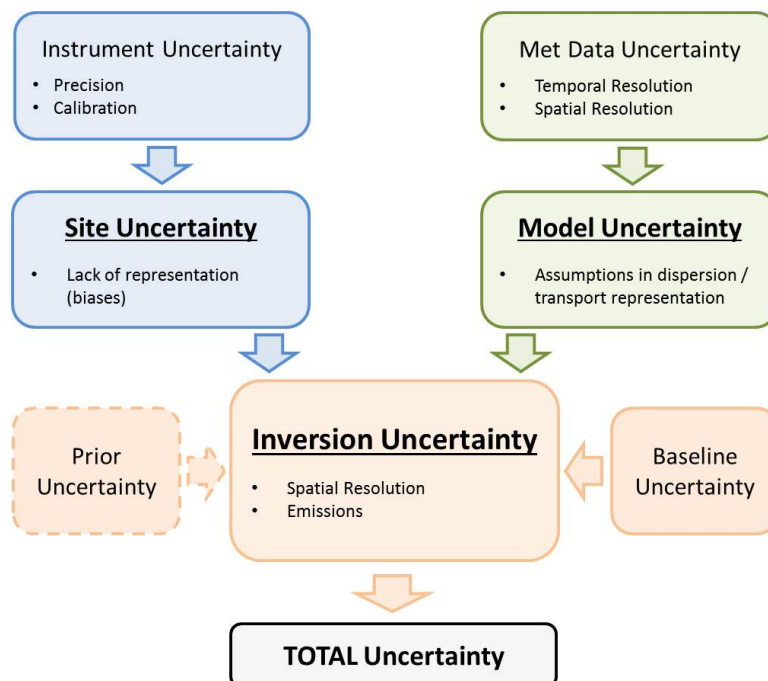 Instrument Uncertainty
• Precision
• Calibration
Met Data Uncertainty
• Temporal Resolution
• Spatial Resolution
Site Uncertainty
• Lack of representation
(biases)
Model Uncertainty
• Assumptions in dispersion /
transport representation
Prior
Uncertainty
Inversion Uncertainty
• Spatial Resolution
• Emissions
Baseline
Uncertainty
TOTAL Uncertainty